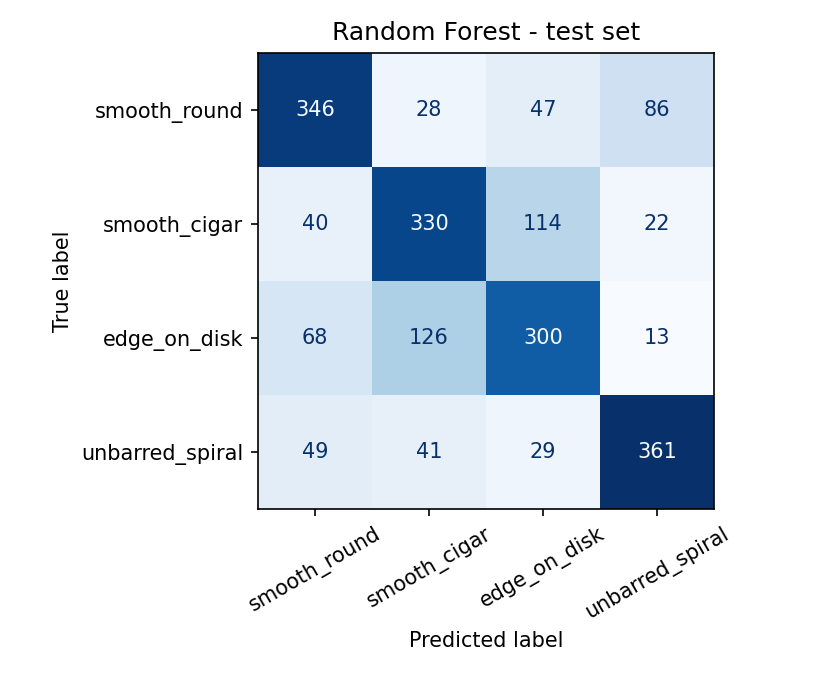 Random Forest - test set
True label
smooth_round 346 28 47 86
smooth_cigar 40 330 114 22
edge_on_disk 68 126 300 13
unbarred_spiral 49 41 29 361
smooth_round smooth_cigar edge_on_disk unbarred_spiral
Predicted label